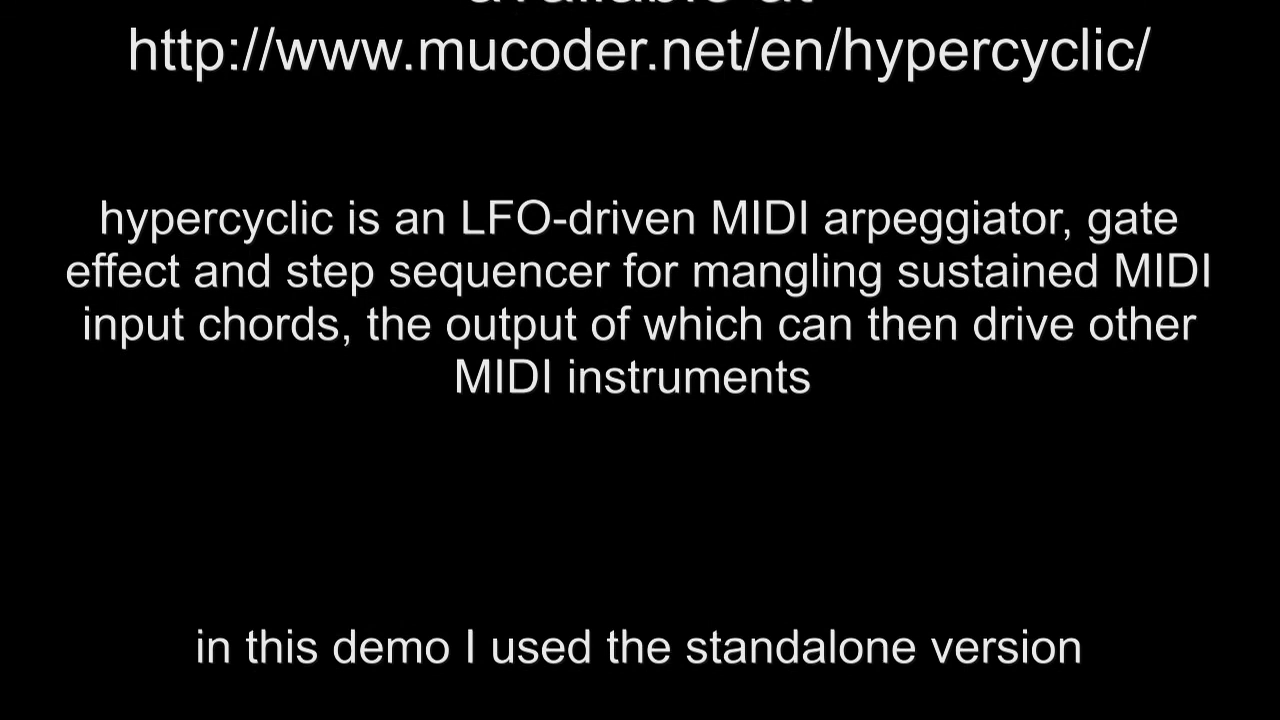 available at
http://www.mucoder.net/en/hypercyclic/
hypercyclic is an LFO-driven MIDI arpeggiator, gate
effect and step sequencer for mangling sustained MIDI
input chords, the output of which can then drive other
MIDI instruments
in this demo I used the standalone version